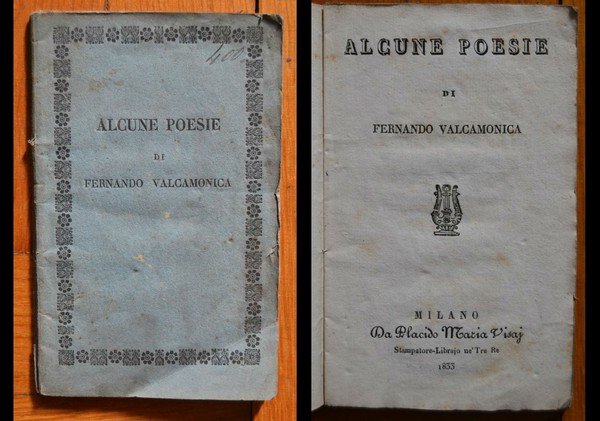 400
ALCUNE POESIE
DI
FERNANDO VALCAMONICA
ALCUNE POESIE
DI
FERNANDO VALCAMONICA
MILANO
Da Placido Maria Visaj
Stampatore-Librajo ne' Tre Re
1833